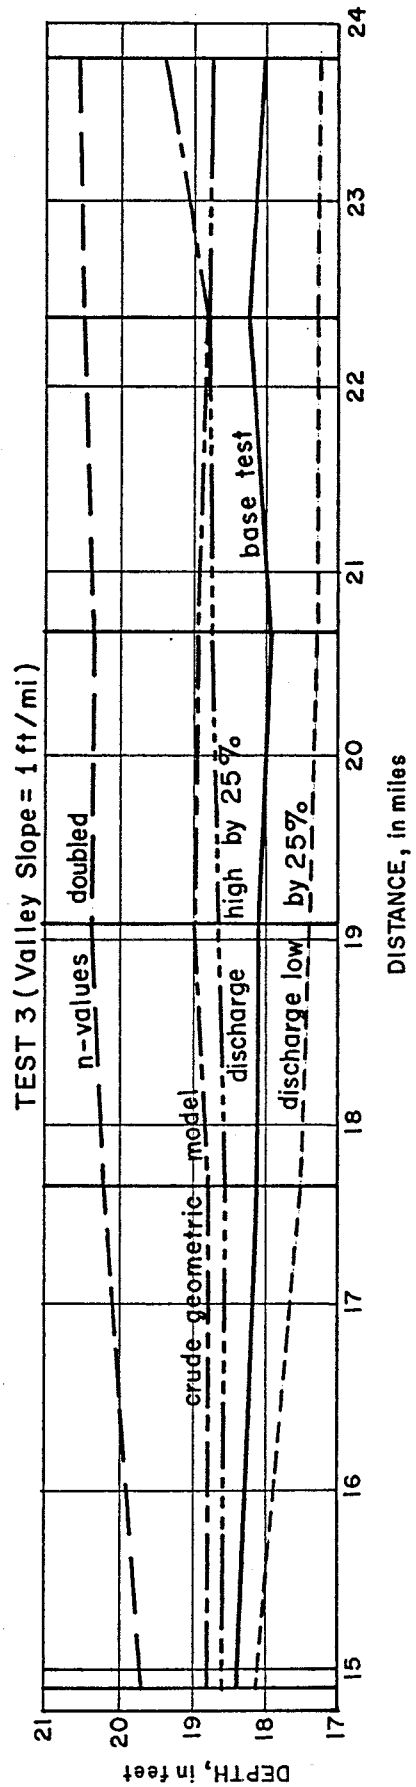 TEST 3 (Valley Slope = 1 ft/mi)
DEPTH, in feet
21
20
19
18
17
n-values doubled
crude geometric model
discharge high by 25%
base test
discharge low by 25%
15 16 17 18 19 20 21 22 23 24
DISTANCE, in miles